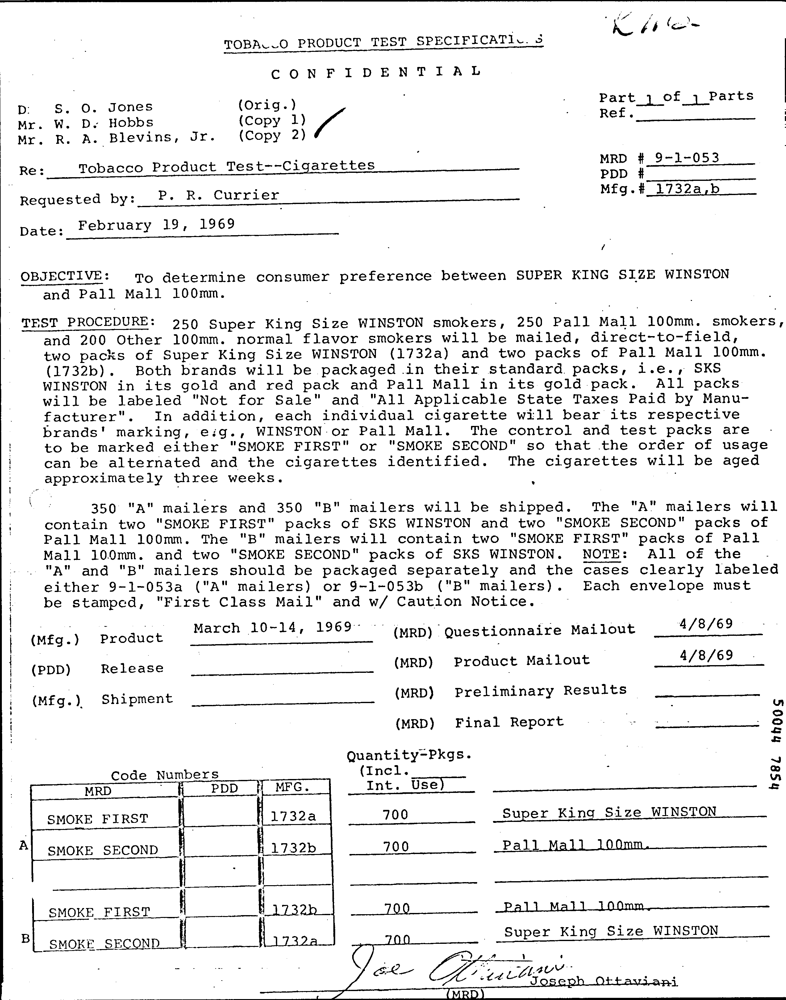 TOBACCO PRODUCT TEST SPECIFICATIONS
CONFIDENTIAL
D: S. O. Jones (Orig.)
Mr. W. D. Hobbs (Copy 1)
Mr. R. A. Blevins, Jr. (Copy 2)
Part 1 of 1 Parts
Ref.
Re: Tobacco Product Test--Cigarettes
MRD # 9-1-053
PDD #
Mfg.# 1732a,b
Requested by: P. R. Currier
Date: February 19, 1969
OBJECTIVE: To determine consumer preference between SUPER KING SIZE WINSTON
and Pall Mall 100mm.
TEST PROCEDURE: 250 Super King Size WINSTON smokers, 250 Pall Mall 100mm. smokers,
and 200 Other 100mm. normal flavor smokers will be mailed, direct-to-field,
two packs of Super King Size WINSTON (1732a) and two packs of Pall Mall 100mm.
(1732b). Both brands will be packaged in their standard packs, i.e., SKS
WINSTON in its gold and red pack and Pall Mall in its gold pack. All packs
will be labeled "Not for Sale" and "All Applicable State Taxes Paid by Manu-
facturer". In addition, each individual cigarette will bear its respective
brands' marking, e.g., WINSTON or Pall Mall. The control and test packs are
to be marked either "SMOKE FIRST" or "SMOKE SECOND" so that the order of usage
can be alternated and the cigarettes identified. The cigarettes will be aged
approximately three weeks.
350 "A" mailers and 350 "B" mailers will be shipped. The "A" mailers will
contain two "SMOKE FIRST" packs of SKS WINSTON and two "SMOKE SECOND" packs of
Pall Mall 100mm. The "B" mailers will contain two "SMOKE FIRST" packs of Pall
Mall 100mm. and two "SMOKE SECOND" packs of SKS WINSTON. NOTE: All of the
"A" and "B" mailers should be packaged separately and the cases clearly labeled
either 9-1-053a ("A" mailers) or 9-1-053b ("B" mailers). Each envelope must
be stamped, "First Class Mail" and w/ Caution Notice.
(Mfg.) Product March 10-14, 1969 (MRD) Questionnaire Mailout 4/8/69
(PDD) Release (MRD) Product Mailout 4/8/69
(Mfg.) Shipment (MRD) Preliminary Results
(MRD) Final Report
50094 7854
Code Numbers
Quantity-Pkgs.
(Incl.
Int. Use)
MRD PDD MFG.
SMOKE FIRST 1732a 700 Super King Size WINSTON
A SMOKE SECOND 1732b 700 Pall Mall 100mm.
SMOKE FIRST 1732b 700 Pall Mall 100mm.
B SMOKE SECOND 1732a 700 Super King Size WINSTON
Joe Ottaviani
Joseph Ottaviani
(MRD)